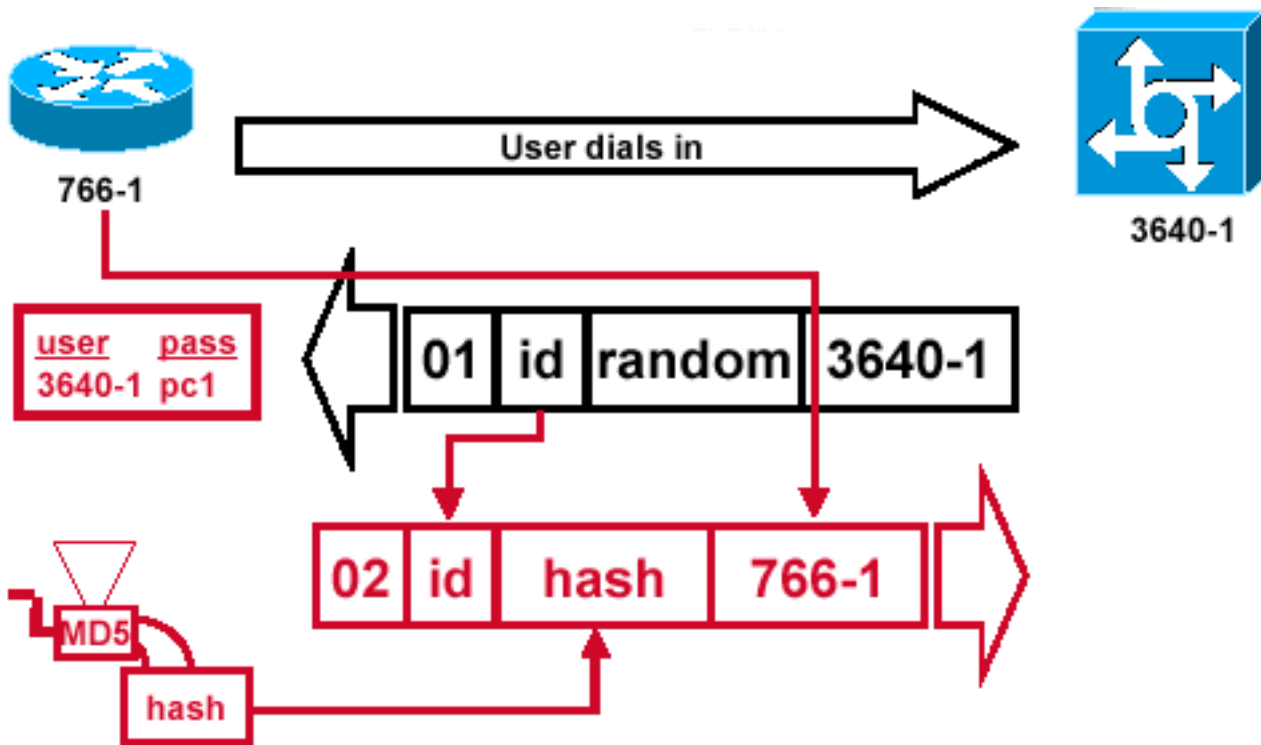 User dials in
766-1
3640-1
user pass
3640-1 pc1
01 id random 3640-1
02 id hash 766-1
MD5
hash